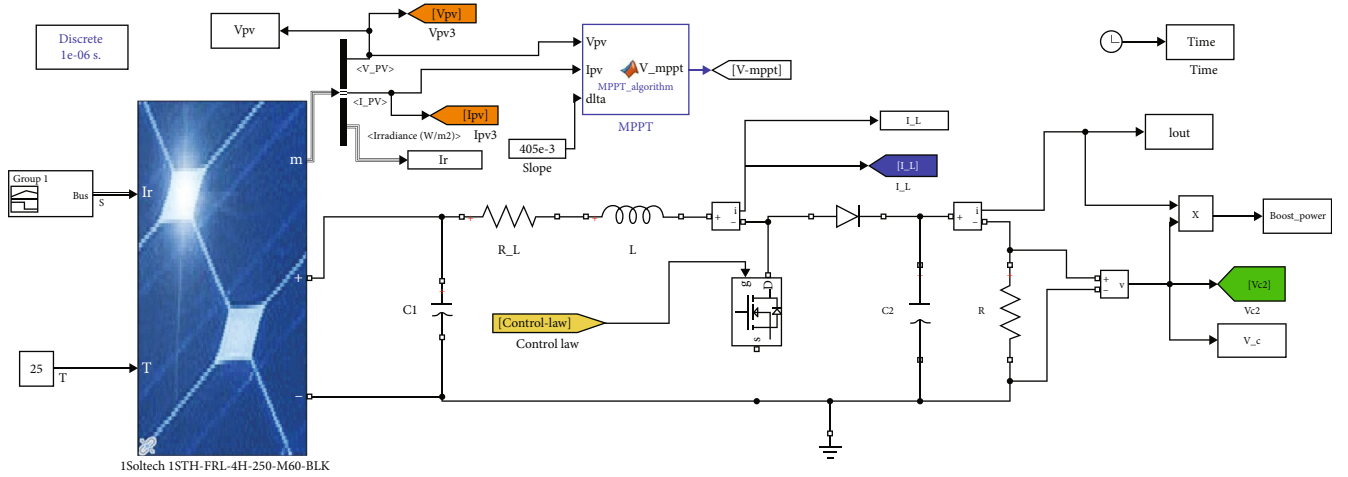 Discrete
1e-06 s.
Vpv
[Vpv]
Vpv3
<V_PV>
<I_PV>
[Ipv]
Ipv3
<Irradiance (W/m2)>
Ir
Vpv
Ipv
dlta
V_mppt
MPPT_algorithm
MPPT
[V-mppt]
405e-3
Slope
Time
Time
Group 1
Bus
S
Ir
m
+
T
−
25
T
1Soltech 1STH-FRL-4H-250-M60-BLK
C1
+
R_L
+
L
+
i
−
I_L
[I_L]
I_L
[Control-law]
Control law
g
D
s
C2
+
i
−
R
+
−
v
Iout
X
Boost_power
[Vc2]
Vc2
V_c